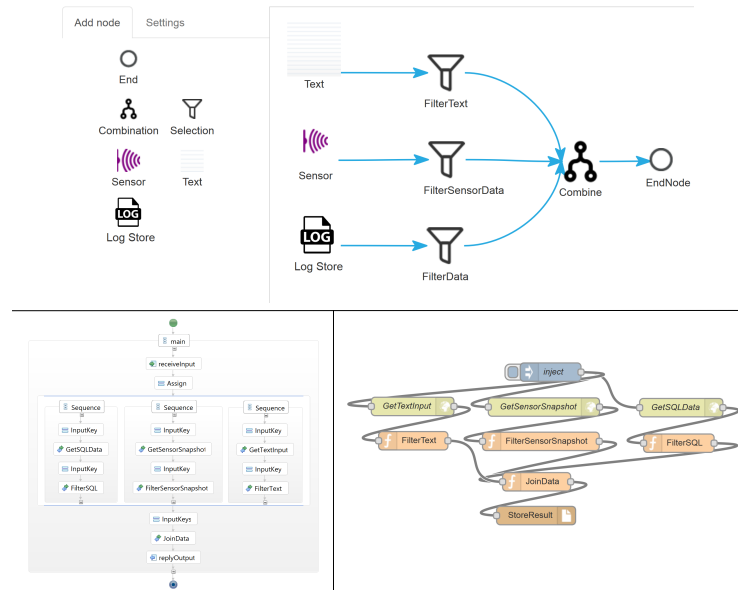 Add node
Settings
End
Combination
Selection
Sensor
Text
LOG
Log Store
Text
FilterText
Sensor
FilterSensorData
Combine
EndNode
LOG
Log Store
FilterData
main
receiveInput
Assign
Sequence
Sequence
Sequence
InputKey
InputKey
InputKey
GetSQLData
GetSensorSnapshot
GetTextInput
InputKey
InputKey
InputKey
FilterSQL
FilterSensorSnapshot
FilterText
InputKeys
JoinData
replyOutput
inject
GetTextInput
GetSensorSnapshot
GetSQLData
f FilterText
f FilterSensorSnapshot
f FilterSQL
f JoinData
StoreResult